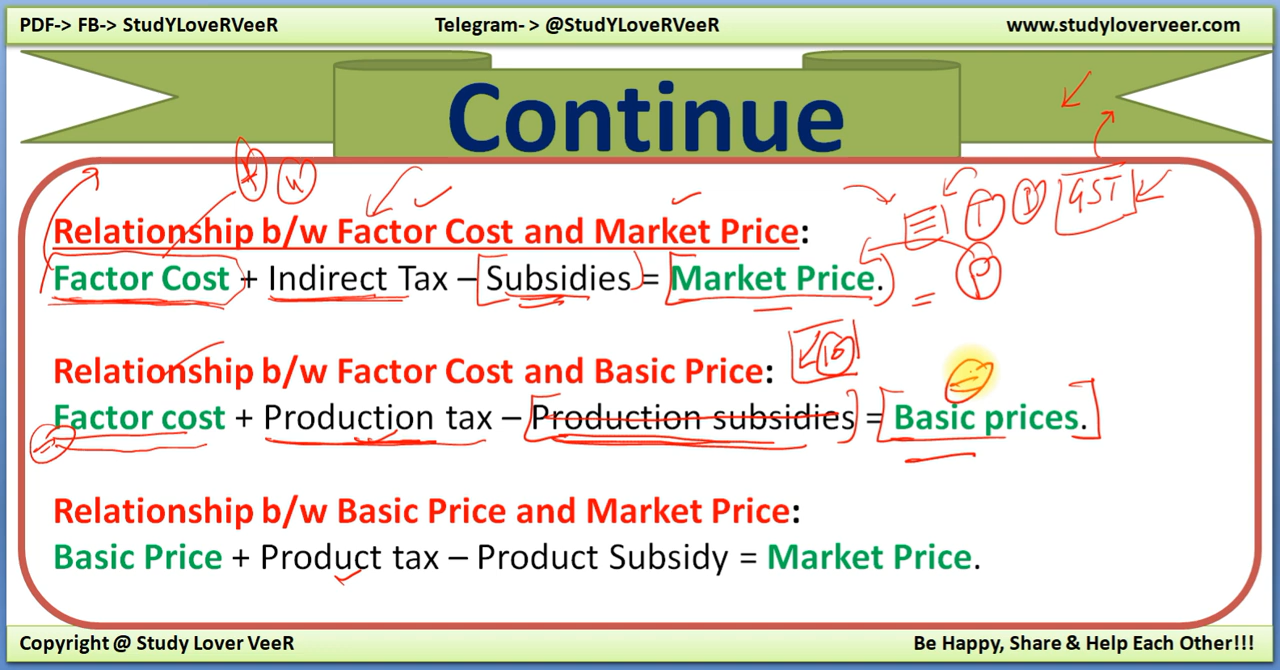 PDF-> FB-> StudYLoveRVeeR
Telegram- > @StudYLoveRVeeR
www.studyloverveer.com
Continue
GST
Relationship b/w Factor Cost and Market Price:
Factor Cost + Indirect Tax – Subsidies = Market Price.
P
Relationship b/w Factor Cost and Basic Price:
Factor cost + Production tax – Production subsidies = Basic prices.
Relationship b/w Basic Price and Market Price:
Basic Price + Product tax – Product Subsidy = Market Price.
Copyright @ Study Lover VeeR
Be Happy, Share & Help Each Other!!!